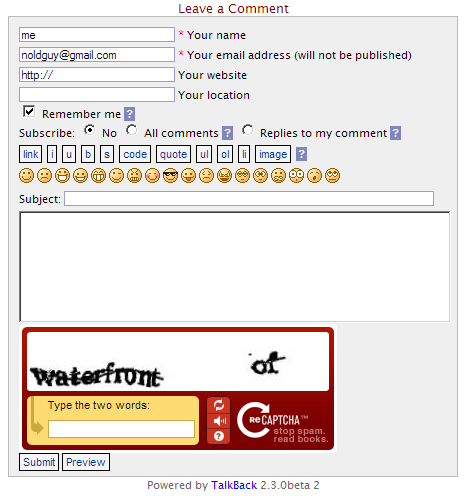 Leave a Comment
me * Your name
noldguy@gmail.com * Your email address (will not be published)
http:// Your website
Your location
Remember me ?
Subscribe: No All comments ? Replies to my comment ?
link i u b s code quote ul ol li image ?
Subject:
waterfront of
Type the two words:
reCAPTCHA™
stop spam.
read books.
Submit Preview
Powered by TalkBack 2.3.0beta 2